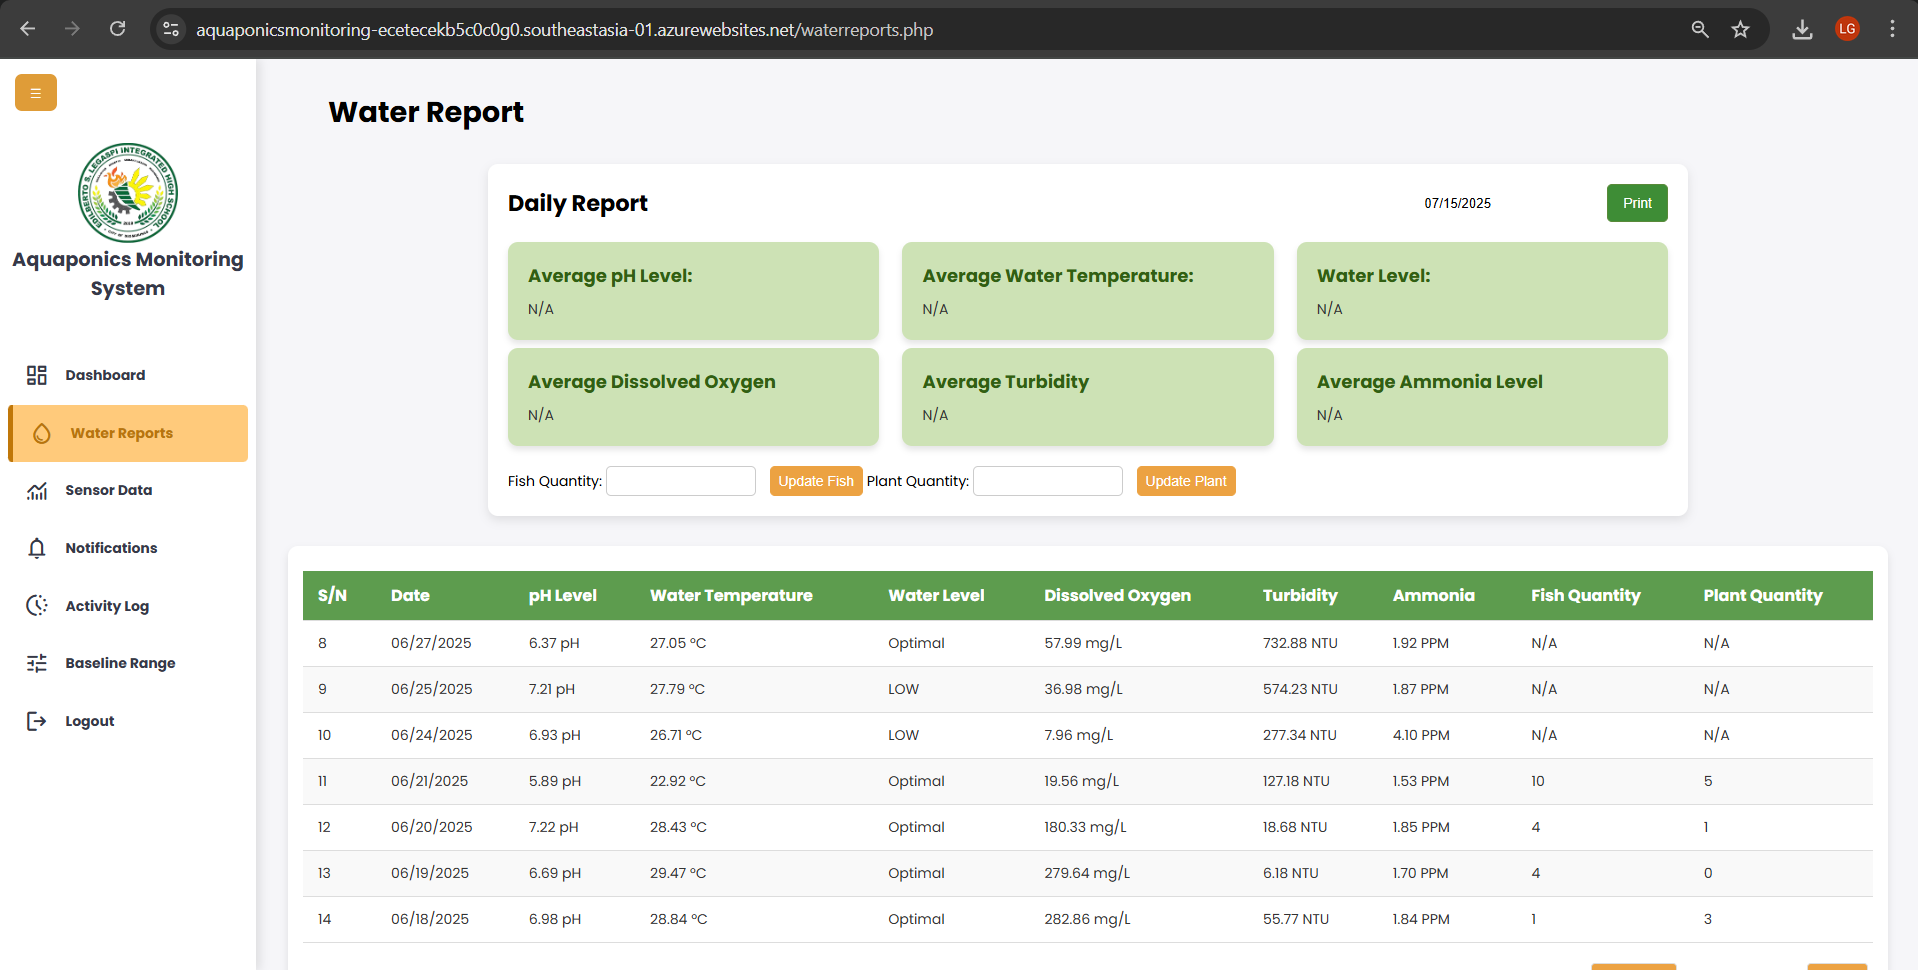 aquaponicsmonitoring-ecetecekb5c0c0g0.southeastasia-01.azurewebsites.net/waterreports.php
LG
EDILBERTO S. LEGASPI INTEGRATED HIGH SCHOOL
Aquaponics Monitoring
System
Dashboard
Water Reports
Sensor Data
Notifications
Activity Log
Baseline Range
Logout
Water Report
Daily Report 07/15/2025 Print
Average pH Level: Average Water Temperature: Water Level:
N/A N/A N/A
Average Dissolved Oxygen Average Turbidity Average Ammonia Level
N/A N/A N/A
Fish Quantity: Update Fish Plant Quantity: Update Plant
S/N Date pH Level Water Temperature Water Level Dissolved Oxygen Turbidity Ammonia Fish Quantity Plant Quantity
8 06/27/2025 6.37 pH 27.05 °C Optimal 57.99 mg/L 732.88 NTU 1.92 PPM N/A N/A
9 06/25/2025 7.21 pH 27.79 °C LOW 36.98 mg/L 574.23 NTU 1.87 PPM N/A N/A
10 06/24/2025 6.93 pH 26.71 °C LOW 7.96 mg/L 277.34 NTU 4.10 PPM N/A N/A
11 06/21/2025 5.89 pH 22.92 °C Optimal 19.56 mg/L 127.18 NTU 1.53 PPM 10 5
12 06/20/2025 7.22 pH 28.43 °C Optimal 180.33 mg/L 18.68 NTU 1.85 PPM 4 1
13 06/19/2025 6.69 pH 29.47 °C Optimal 279.64 mg/L 6.18 NTU 1.70 PPM 4 0
14 06/18/2025 6.98 pH 28.84 °C Optimal 282.86 mg/L 55.77 NTU 1.84 PPM 1 3